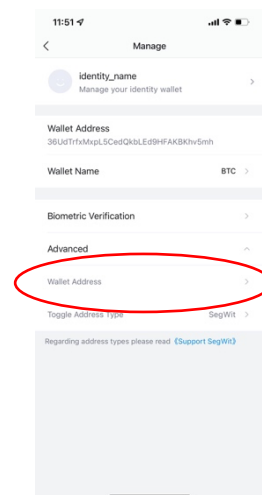 11:51
Manage
identity_name
Manage your identity wallet
Wallet Address
36UdTrfxMxpL5CedQkbLEd9HFAKBKhv5mh
Wallet Name BTC
Biometric Verification
Advanced
Wallet Address
Toggle Address Type SegWit
Regarding address types please read 《Support SegWit》